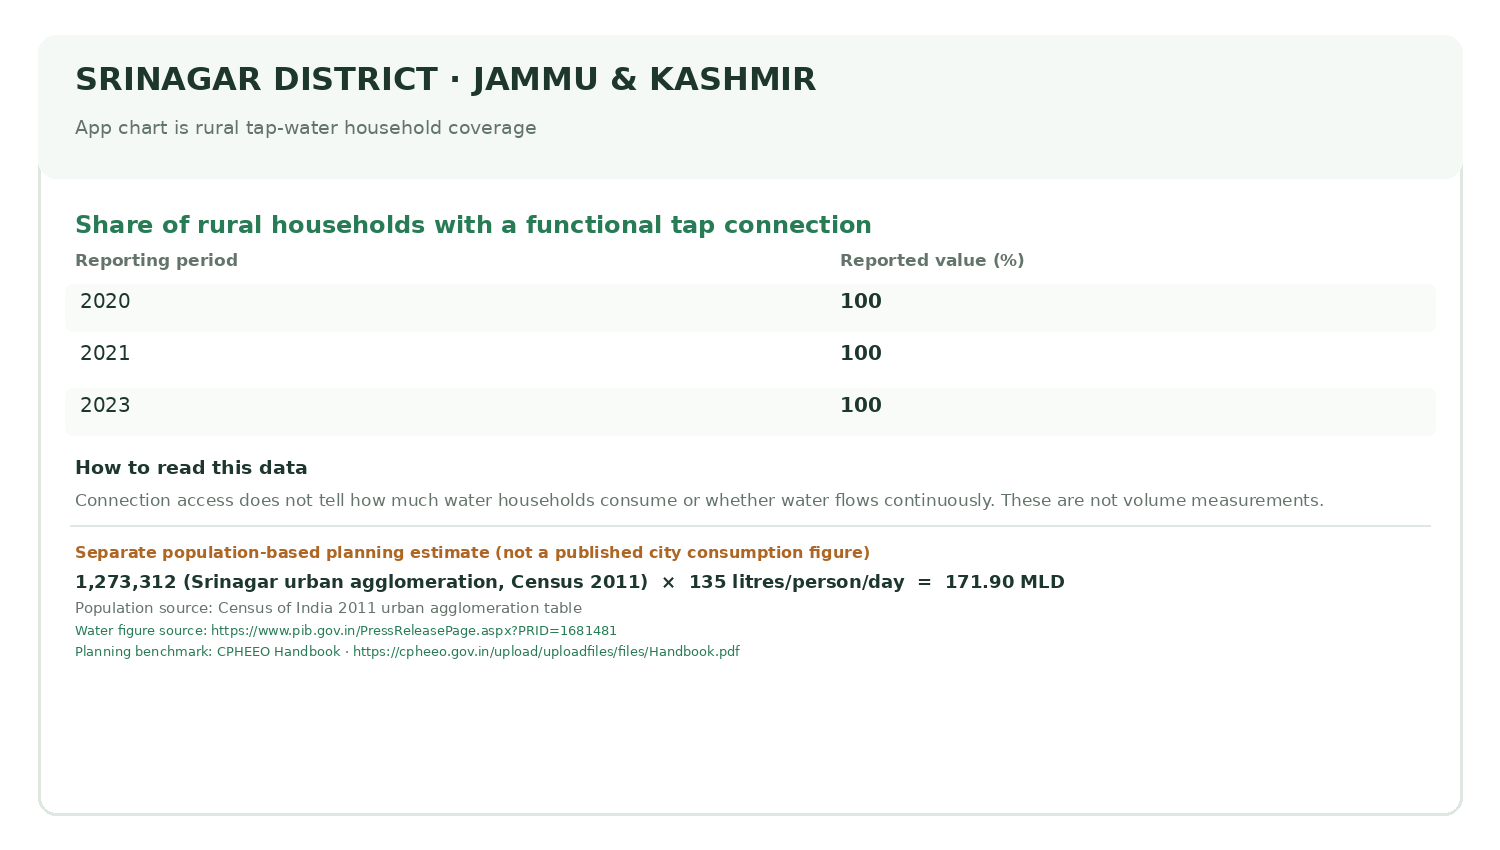 SRINAGAR DISTRICT · JAMMU & KASHMIR
App chart is rural tap-water household coverage
Share of rural households with a functional tap connection
Reporting period Reported value (%)
2020 100
2021 100
2023 100
How to read this data
Connection access does not tell how much water households consume or whether water flows continuously. These are not volume measurements.
Separate population-based planning estimate (not a published city consumption figure)
1,273,312 (Srinagar urban agglomeration, Census 2011) × 135 litres/person/day = 171.90 MLD
Population source: Census of India 2011 urban agglomeration table
Water figure source: https://www.pib.gov.in/PressReleasePage.aspx?PRID=1681481
Planning benchmark: CPHEEO Handbook · https://cpheeo.gov.in/upload/uploadfiles/files/Handbook.pdf